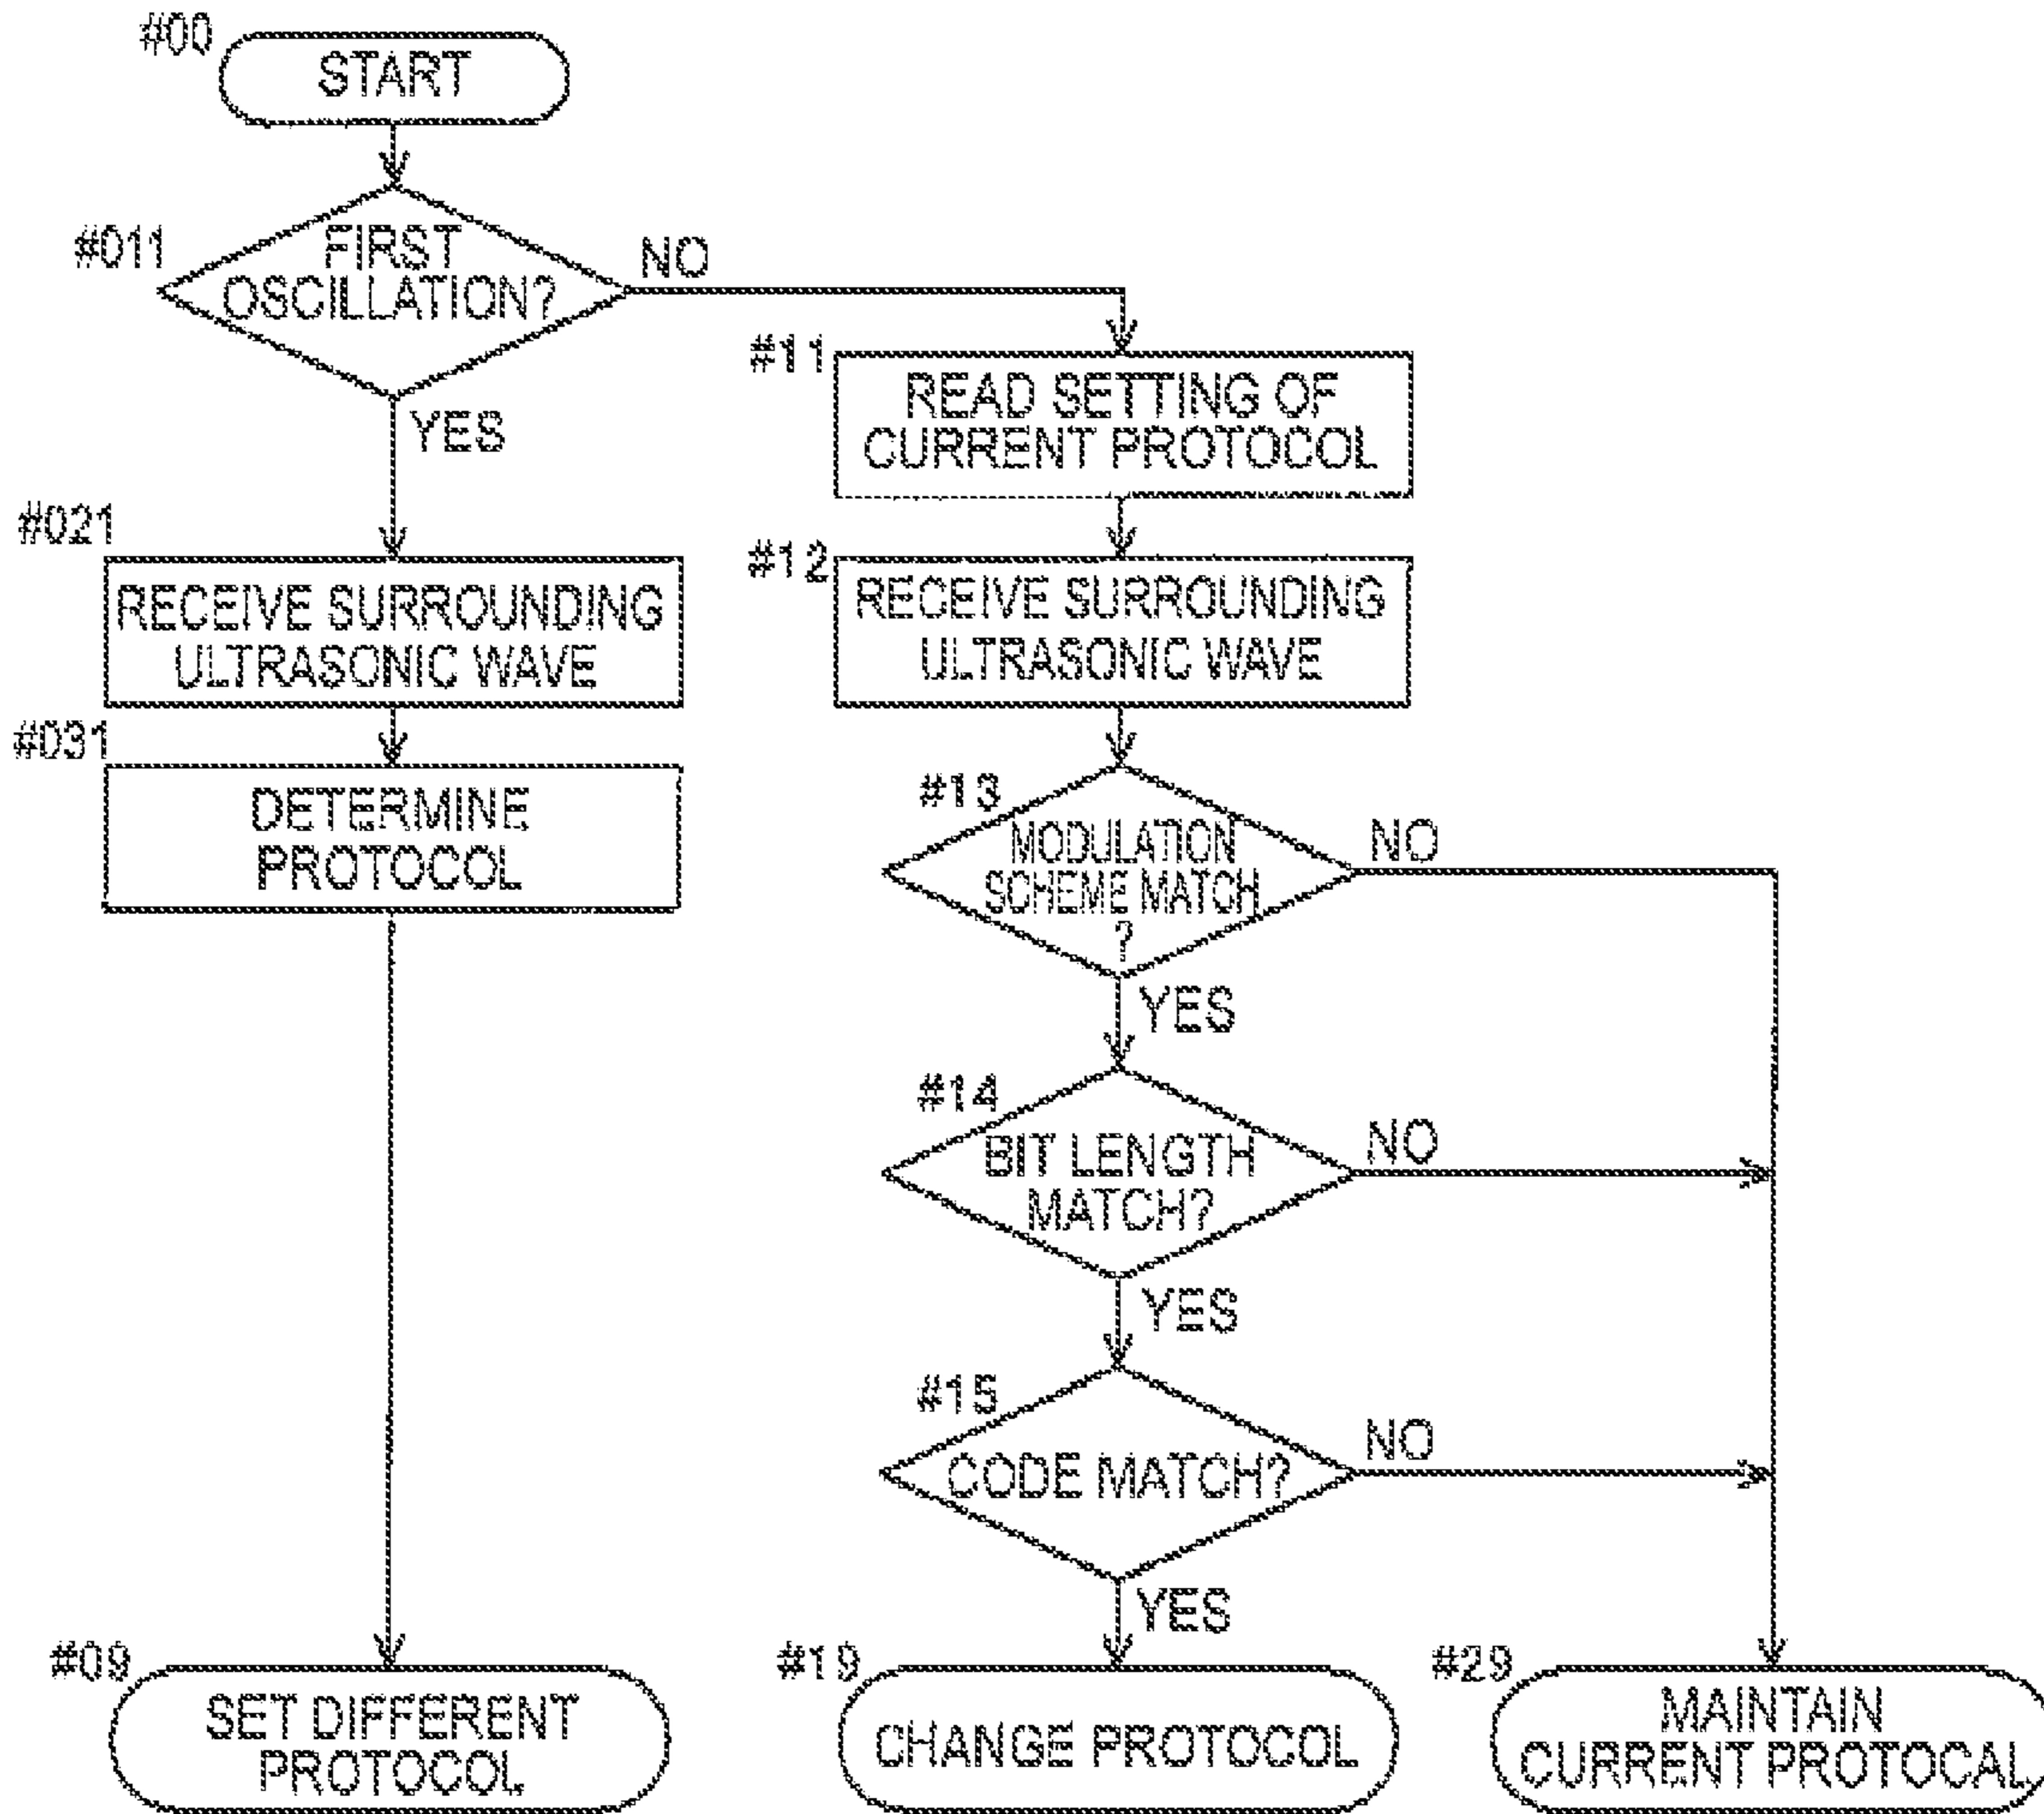 #00
START
#011
FIRST
OSCILLATION?
NO
YES
#11
READ SETTING OF
CURRENT PROTOCOL
#021
RECEIVE SURROUNDING
ULTRASONIC WAVE
#12
RECEIVE SURROUNDING
ULTRASONIC WAVE
#031
DETERMINE
PROTOCOL
#13
MODULATION
SCHEME MATCH
?
NO
YES
#14
BIT LENGTH
MATCH?
NO
YES
#15
CODE MATCH?
NO
YES
#09
SET DIFFERENT
PROTOCOL
#19
CHANGE PROTOCOL
#29
MAINTAIN
CURRENT PROTOCAL